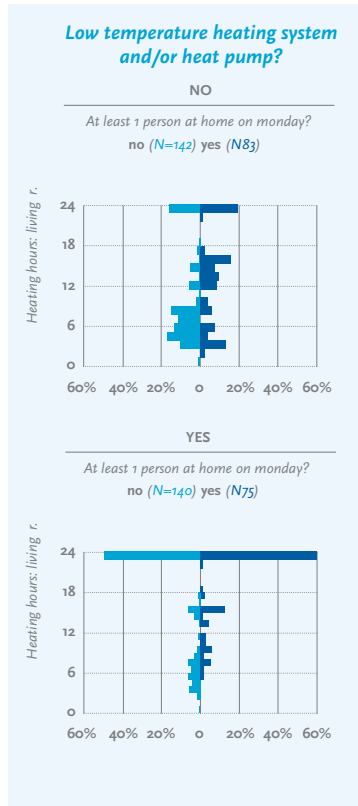 Low temperature heating system
and/or heat pump?
NO
At least 1 person at home on monday?
no (N=142) yes (N83)
Heating hours: living r.
24
18
12
6
0
60% 40% 20% 0 20% 40% 60%
YES
At least 1 person at home on monday?
no (N=140) yes (N75)
Heating hours: living r.
24
18
12
6
0
60% 40% 20% 0 20% 40% 60%